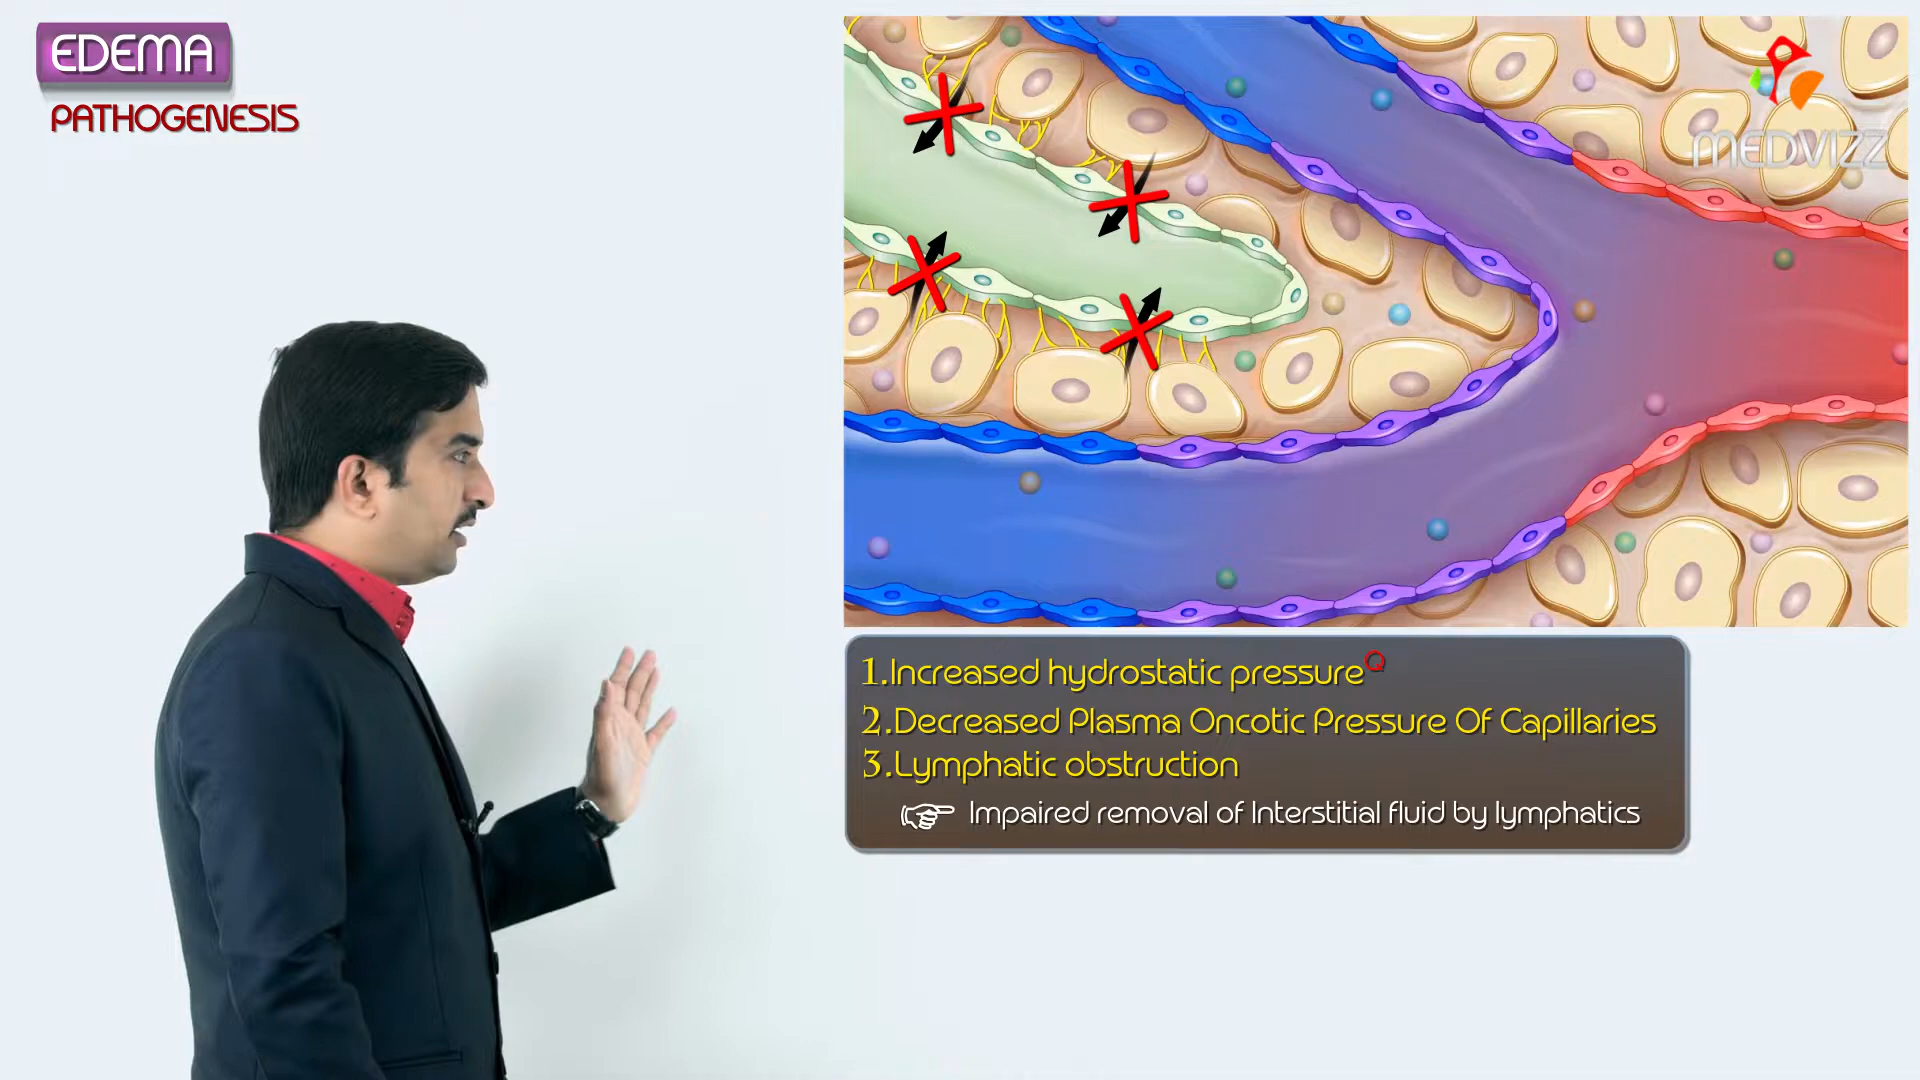 EDEMA
PATHOGENESIS
MEDVIZZ
1.Increased hydrostatic pressureQ
2.Decreased Plasma Oncotic Pressure Of Capillaries
3.Lymphatic obstruction
Impaired removal of Interstitial fluid by lymphatics